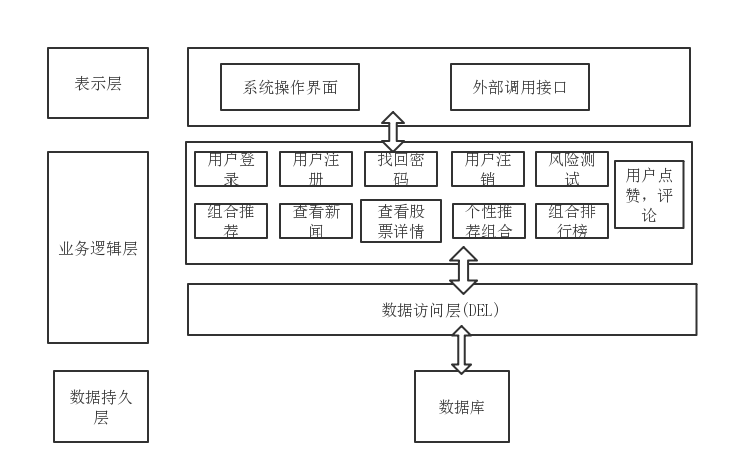 表示层
系统操作界面
外部调用接口
业务逻辑层
用户登
录
用户注
册
找回密
码
用户注
销
风险测
试
用户点
赞，评
论
组合推
荐
查看新
闻
查看股
票详情
个性推
荐组合
组合排
行榜
数据访问层(DEL)
数据持久
层
数据库